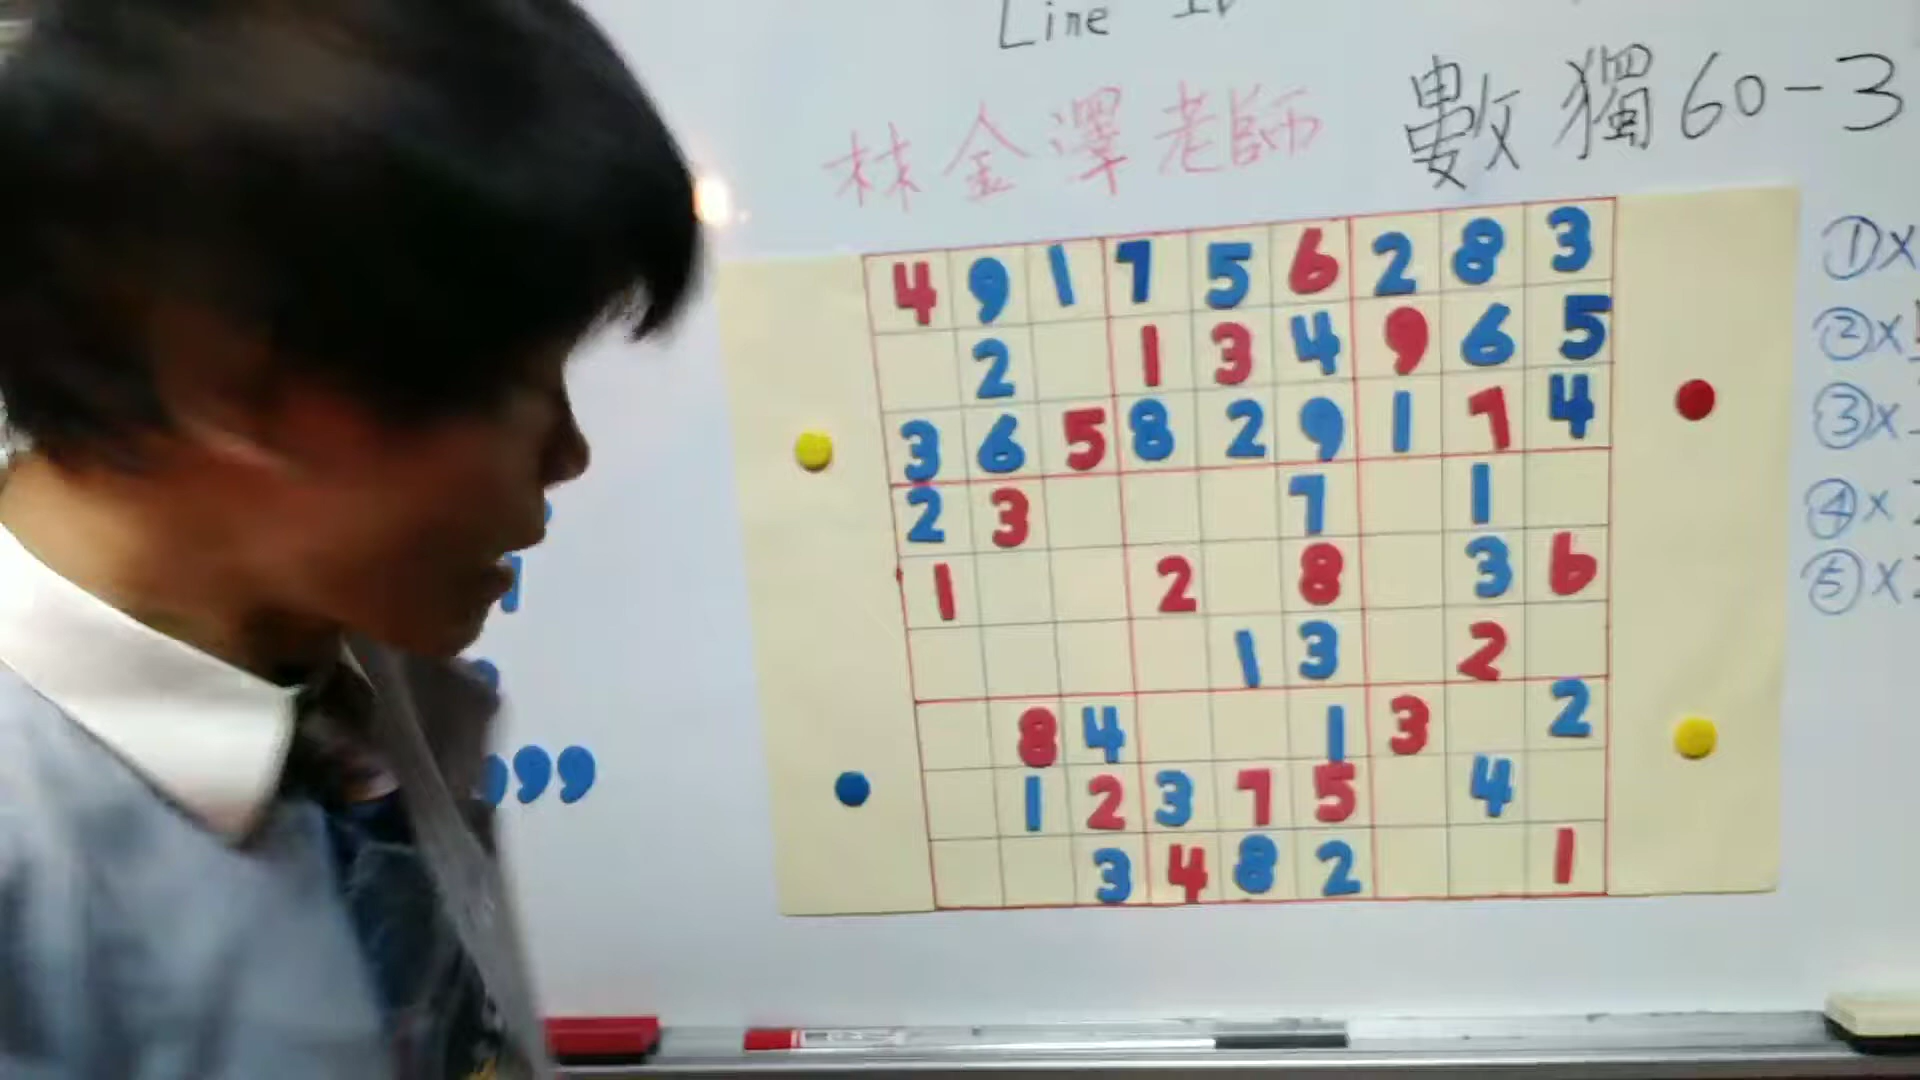 Line ID
林金澤老師 數獨60-3
4 9 1 7 5 6 2 8 3
2 1 3 4 9 6 5
3 6 5 8 2 9 1 7 4
2 3 7 1
1 2 8 3 6
1 3 2
8 4 1 3 2
1 2 3 7 5 4
3 4 8 2 1
99
①x
②x
③x
④x
⑤x